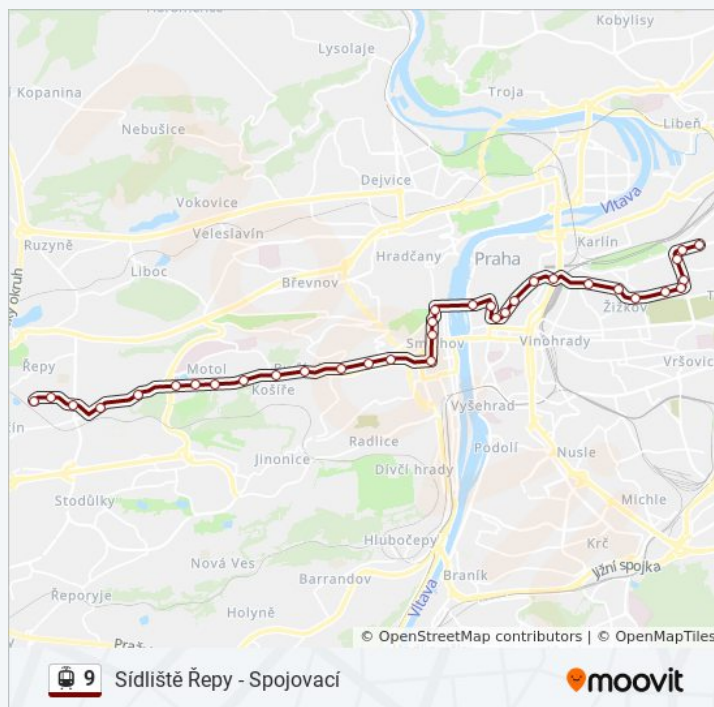 Kobylisy
Lysolaje
Troja
í Kopanina
Libeň
Nebušice
Dejvice
Vokovice
Vltava
Veleslavín
Ruzyně
Karlín
Hradčany
Praha
Liboc
Břevnov
ký okruh
Žižkov
Smíchov
Vinohrady
Řepy
Motol
Košíře
Vršovic
Vyšehrad
Radlice
Podolí
Nusle
Jinonice
Dívčí hrady
Stodůlky
Michle
Krč
Hlubočepy
Jižní spojka
Nová Ves
Braník
Barrandov
Řeporyje
Vltava
Holyně
© OpenStreetMap contributors | © OpenMapTiles
9 Sídliště Řepy - Spojovací
moovit